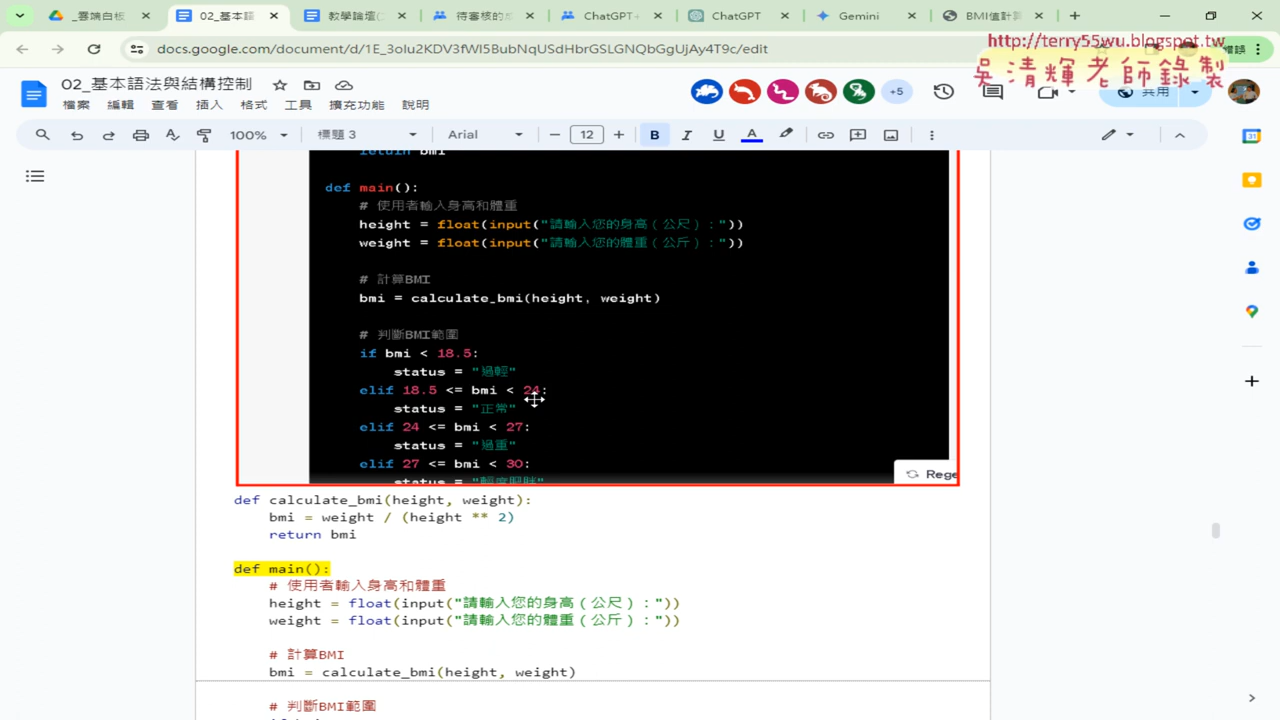 _雲端白板
02_基本語
教學論壇(
待審核的成
ChatGPT+
ChatGPT
Gemini
BMI值計算
docs.google.com/document/d/1E_3oIu2KDV3fWI5BubNqUSdHbrGSLGNQbGgUjAy4T9c/edit
http://terry55wu.blogspot.tw
吳清輝老師錄製
02_基本語法與結構控制
檔案 編輯 查看 插入 格式 工具 擴充功能 說明
+5
共用
100% 標題 3 Arial 12 B I U A
return bmi
def main():
# 使用者輸入身高和體重
height = float(input("請輸入您的身高（公尺）："))
weight = float(input("請輸入您的體重（公斤）："))
# 計算BMI
bmi = calculate_bmi(height, weight)
# 判斷BMI範圍
if bmi < 18.5:
status = "過輕"
elif 18.5 <= bmi < 24:
status = "正常"
elif 24 <= bmi < 27:
status = "過重"
elif 27 <= bmi < 30:
status = "輕度肥胖"
Rege
def calculate_bmi(height, weight):
bmi = weight / (height ** 2)
return bmi
def main():
# 使用者輸入身高和體重
height = float(input("請輸入您的身高（公尺）："))
weight = float(input("請輸入您的體重（公斤）："))
# 計算BMI
bmi = calculate_bmi(height, weight)
# 判斷BMI範圍